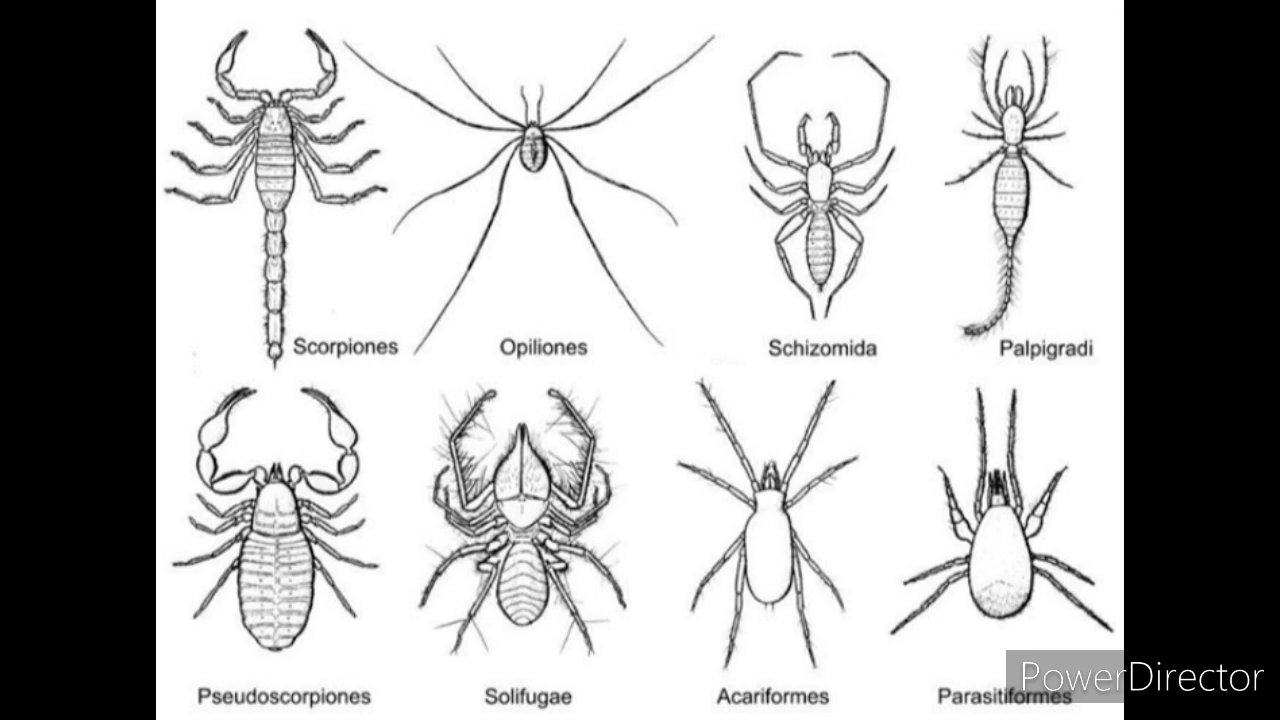 Scorpiones
Opiliones
Schizomida
Palpigradi
Pseudoscorpiones
Solifugae
Acariformes
Parasitiformes
PowerDirector